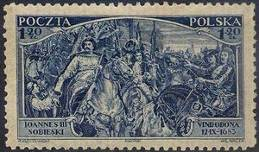 POCZTA POLSKA
1.20 1.20
IOANNES III VINDOBONA
SOBIESKI 12·IX·1683